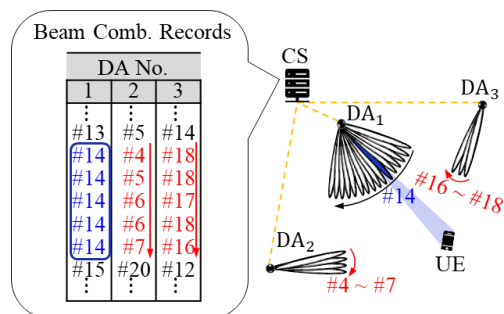 Beam Comb. Records
DA No.
1 2 3
⋮ ⋮ ⋮
#13 #5 #14
#14 #4 #18
#14 #5 #18
#14 #6 #17
#14 #6 #18
#14 #7 #16
#15 #20 #12
⋮ ⋮ ⋮
CS
DA3
DA1
#16 ~ #18
#14
DA2
UE
#4 ~ #7